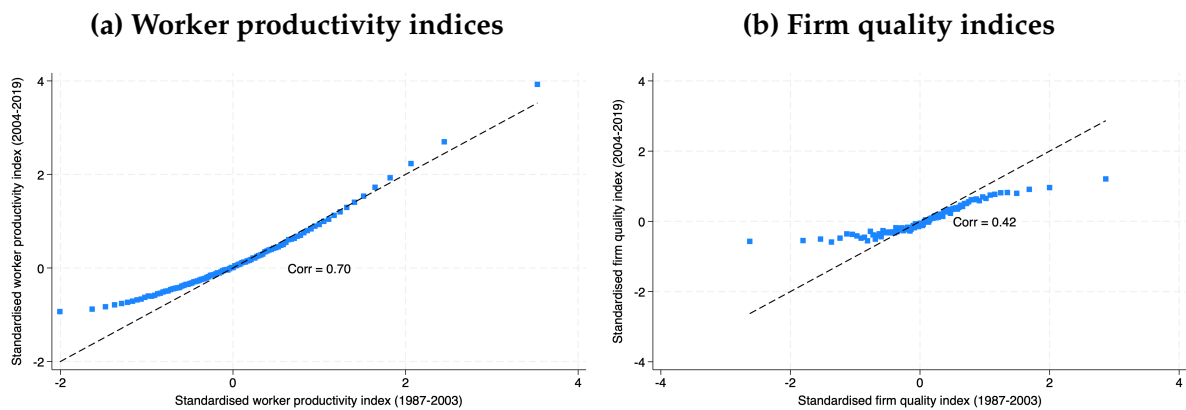 (a) Worker productivity indices
Standardised worker productivity index (2004-2019)
4
2
0
-2
Corr = 0.70
-2
0
2
4
Standardised worker productivity index (1987-2003)
(b) Firm quality indices
Standardised firm quality index (2004-2019)
4
2
0
-2
-4
Corr = 0.42
-4
-2
0
2
4
Standardised firm quality index (1987-2003)